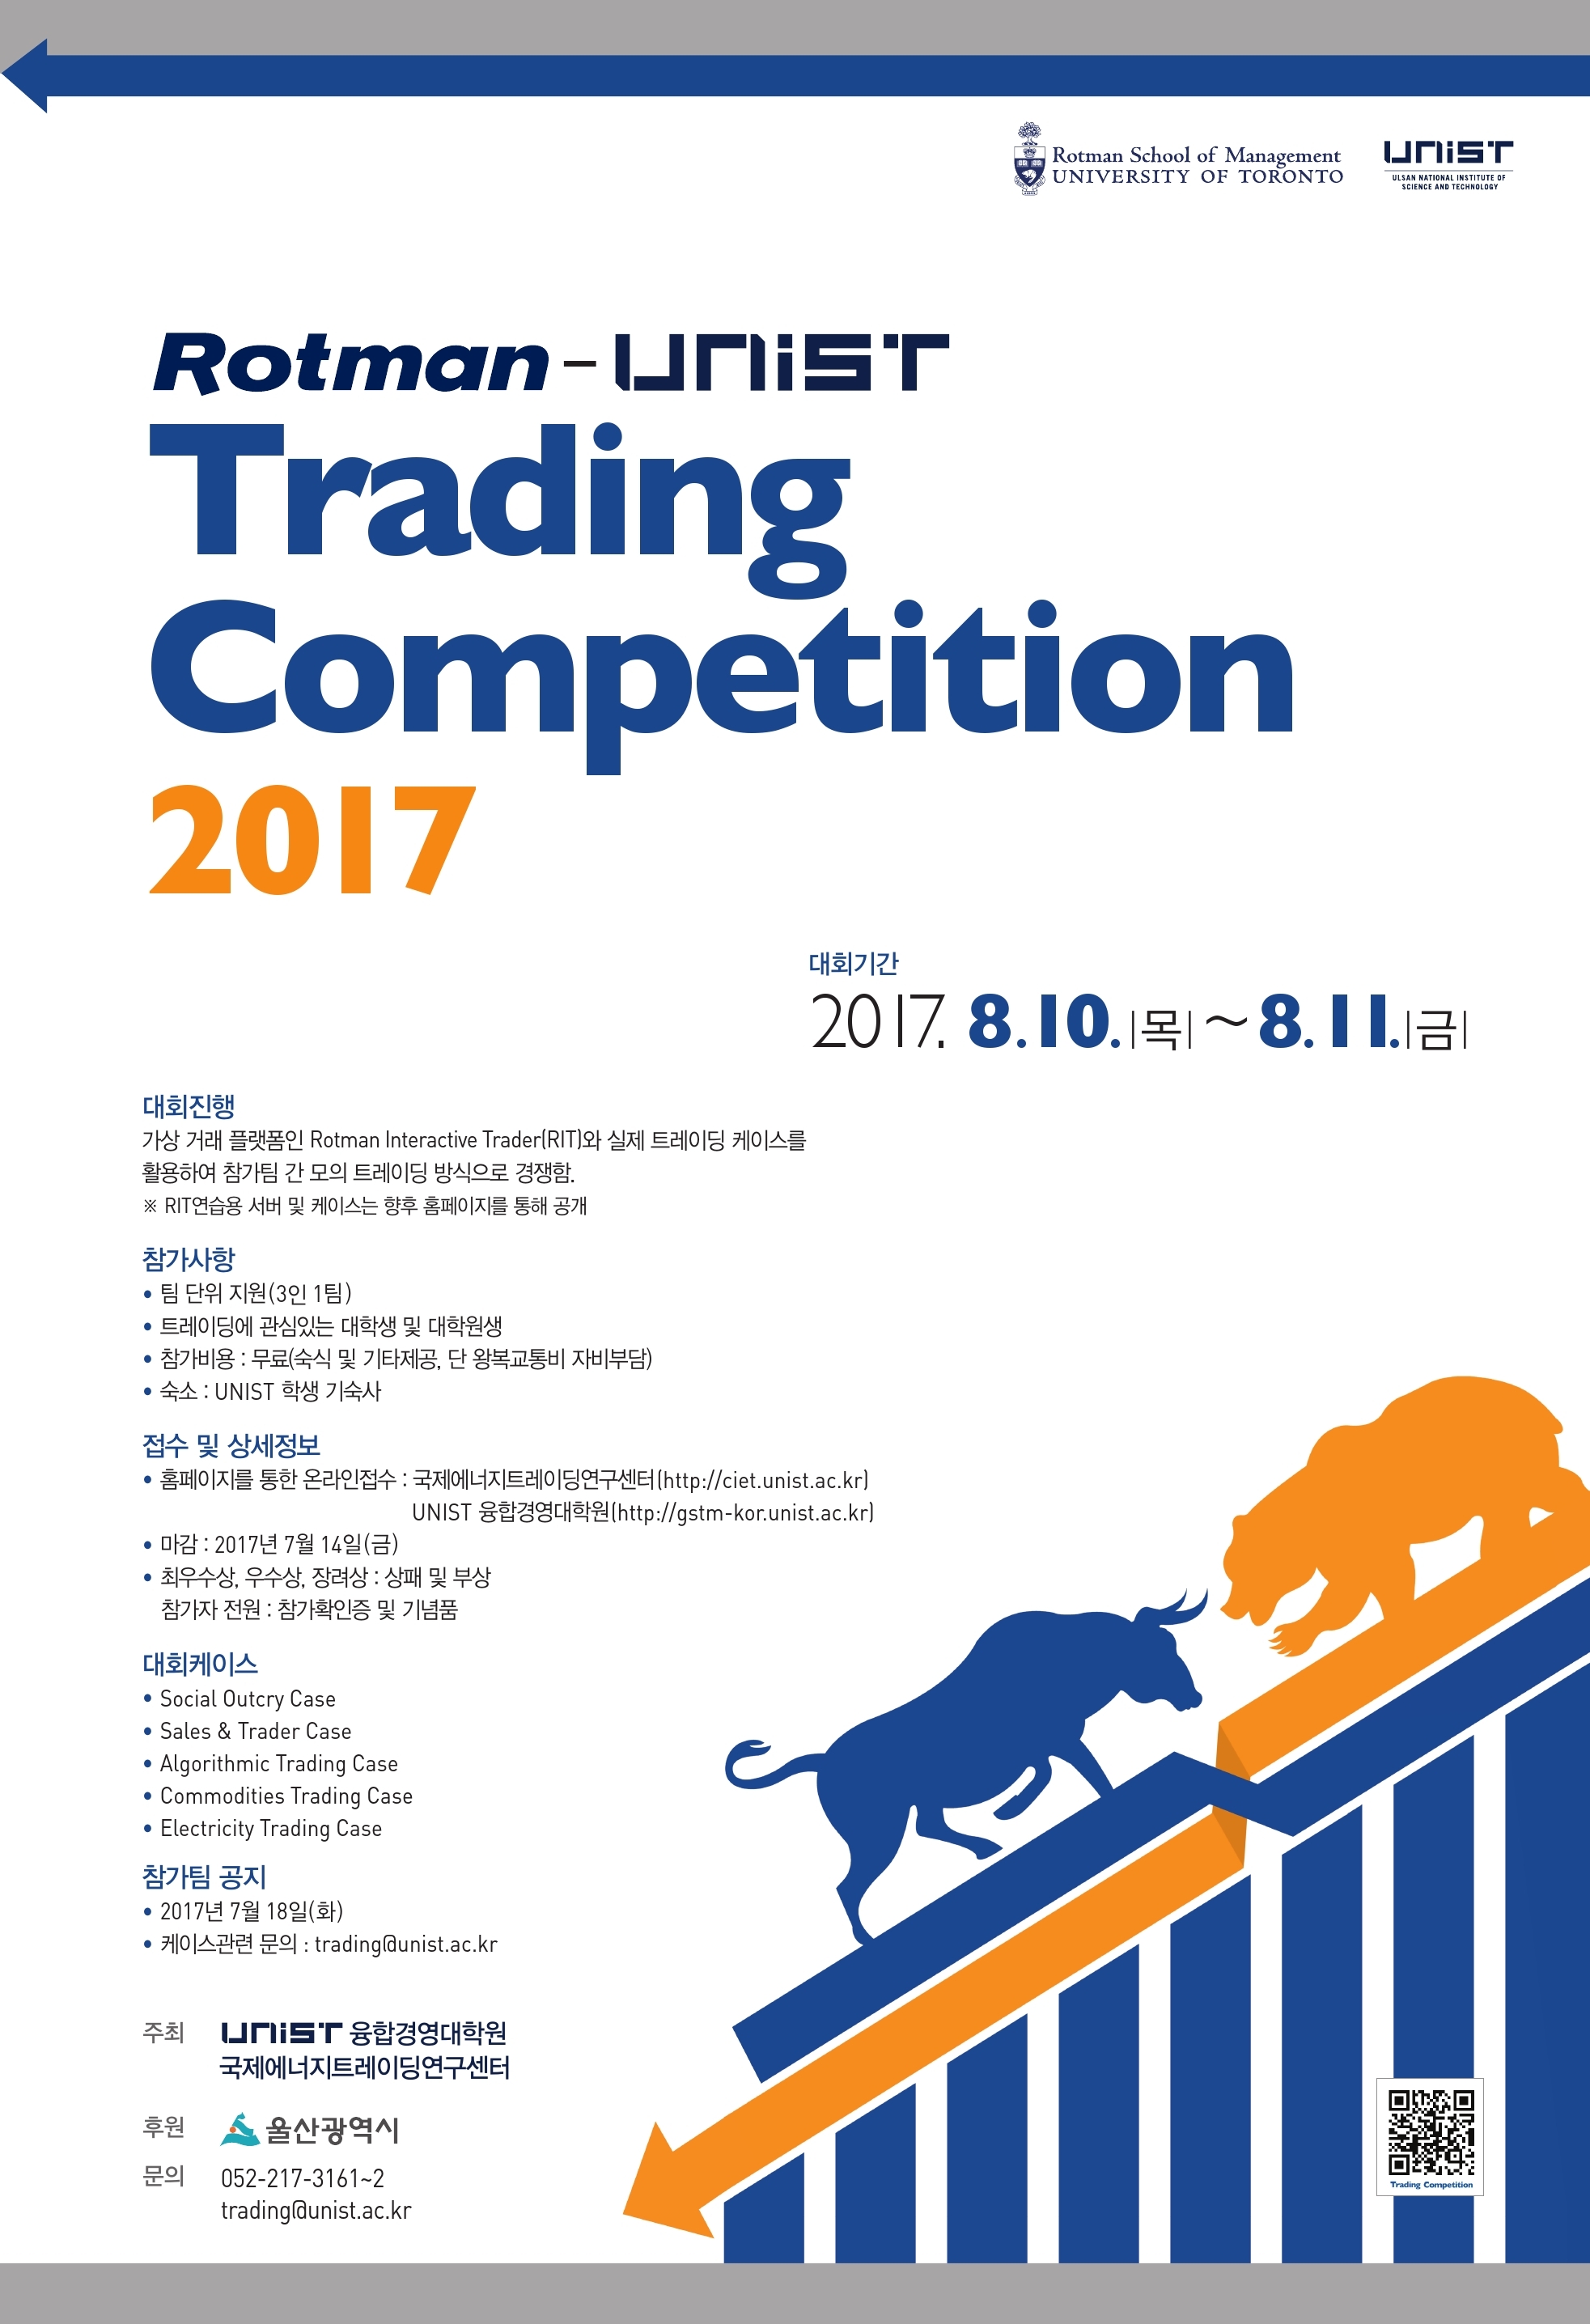 Rotman School of Management
UNIVERSITY OF TORONTO
UNIST
ULSAN NATIONAL INSTITUTE OF
SCIENCE AND TECHNOLOGY
Rotman - UNIST
Trading
Competition
2017
대회기간
2017. 8.10.|목| ~ 8.11.|금|
대회진행
가상 거래 플랫폼인 Rotman Interactive Trader(RIT)와 실제 트레이딩 케이스를
활용하여 참가팀 간 모의 트레이딩 방식으로 경쟁함.
※ RIT연습용 서버 및 케이스는 향후 홈페이지를 통해 공개
참가사항
• 팀 단위 지원(3인 1팀)
• 트레이딩에 관심있는 대학생 및 대학원생
• 참가비용 : 무료(숙식 및 기타제공, 단 왕복교통비 자비부담)
• 숙소 : UNIST 학생 기숙사
접수 및 상세정보
• 홈페이지를 통한 온라인접수 : 국제에너지트레이딩연구센터(http://ciet.unist.ac.kr)
UNIST 융합경영대학원(http://gstm-kor.unist.ac.kr)
• 마감 : 2017년 7월 14일(금)
• 최우수상, 우수상, 장려상 : 상패 및 부상
참가자 전원 : 참가확인증 및 기념품
대회케이스
• Social Outcry Case
• Sales & Trader Case
• Algorithmic Trading Case
• Commodities Trading Case
• Electricity Trading Case
참가팀 공지
• 2017년 7월 18일(화)
• 케이스관련 문의 : trading@unist.ac.kr
주최 UNIST 융합경영대학원
국제에너지트레이딩연구센터
후원 울산광역시
문의 052-217-3161~2
trading@unist.ac.kr
Trading Competition